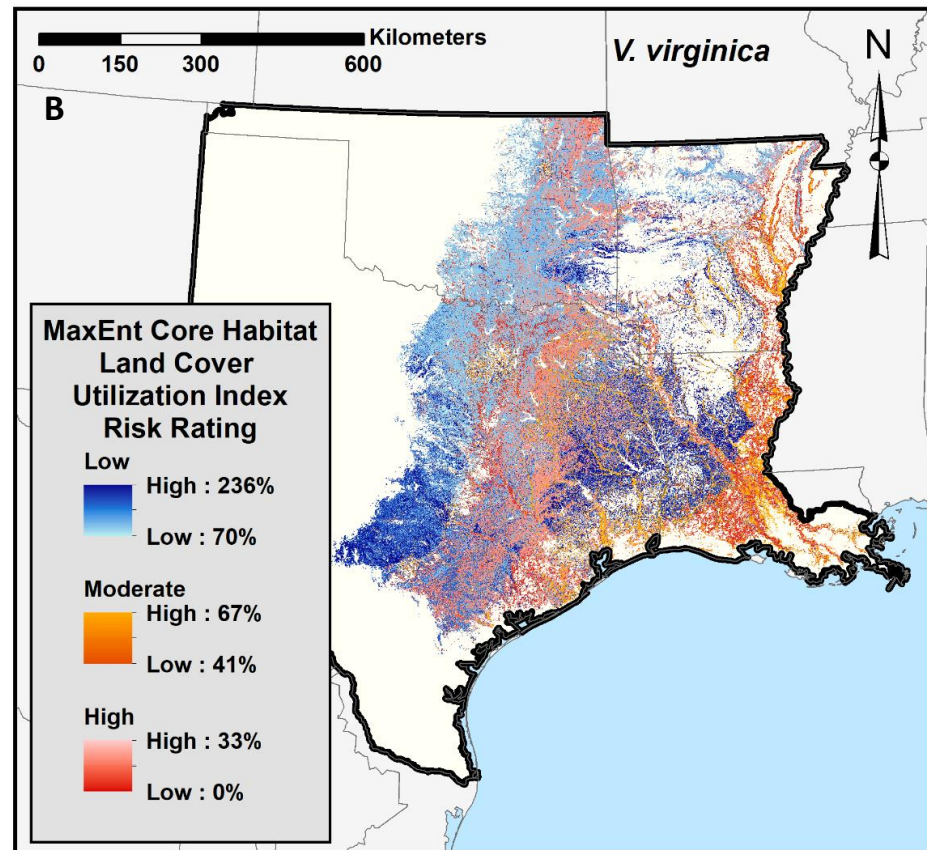 Kilometers
0 150 300 600
V. virginica
N
B
MaxEnt Core Habitat
Land Cover
Utilization Index
Risk Rating
Low
High : 236%
Low : 70%
Moderate
High : 67%
Low : 41%
High
High : 33%
Low : 0%